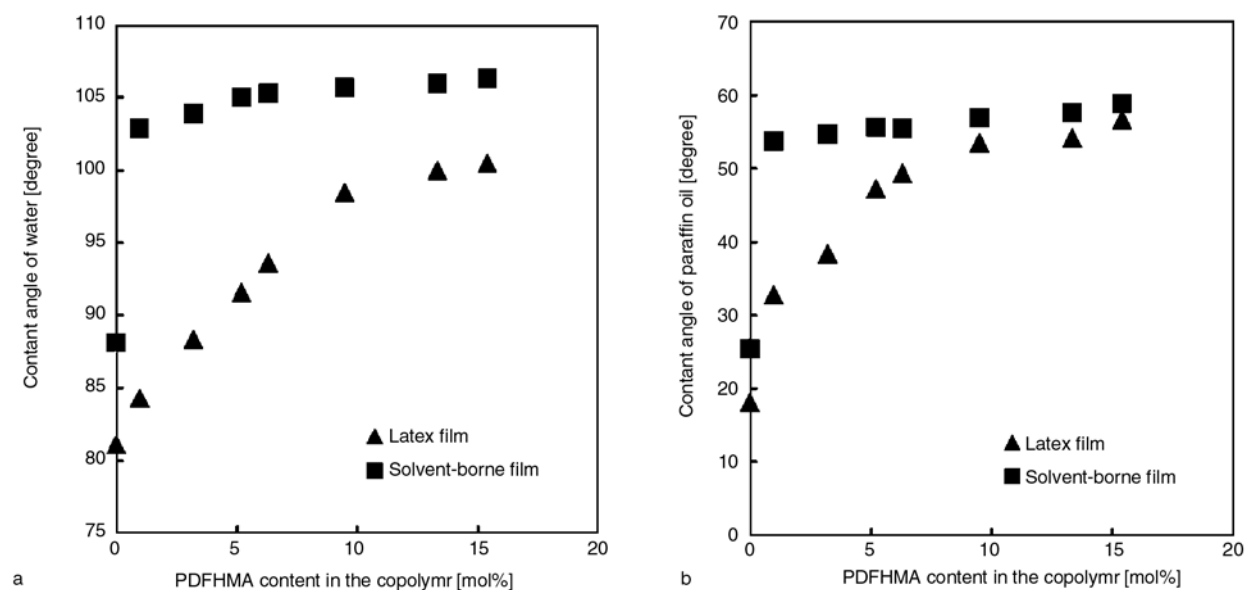 110
105
100
95
90
85
80
75
0
5
10
15
20
Contant angle of water [degree]
Latex film
Solvent-borne film
PDFHMA content in the copolymr [mol%]
a
70
60
50
40
30
20
10
0
0
5
10
15
20
Contant angle of paraffin oil [degree]
Latex film
Solvent-borne film
PDFHMA content in the copolymr [mol%]
b